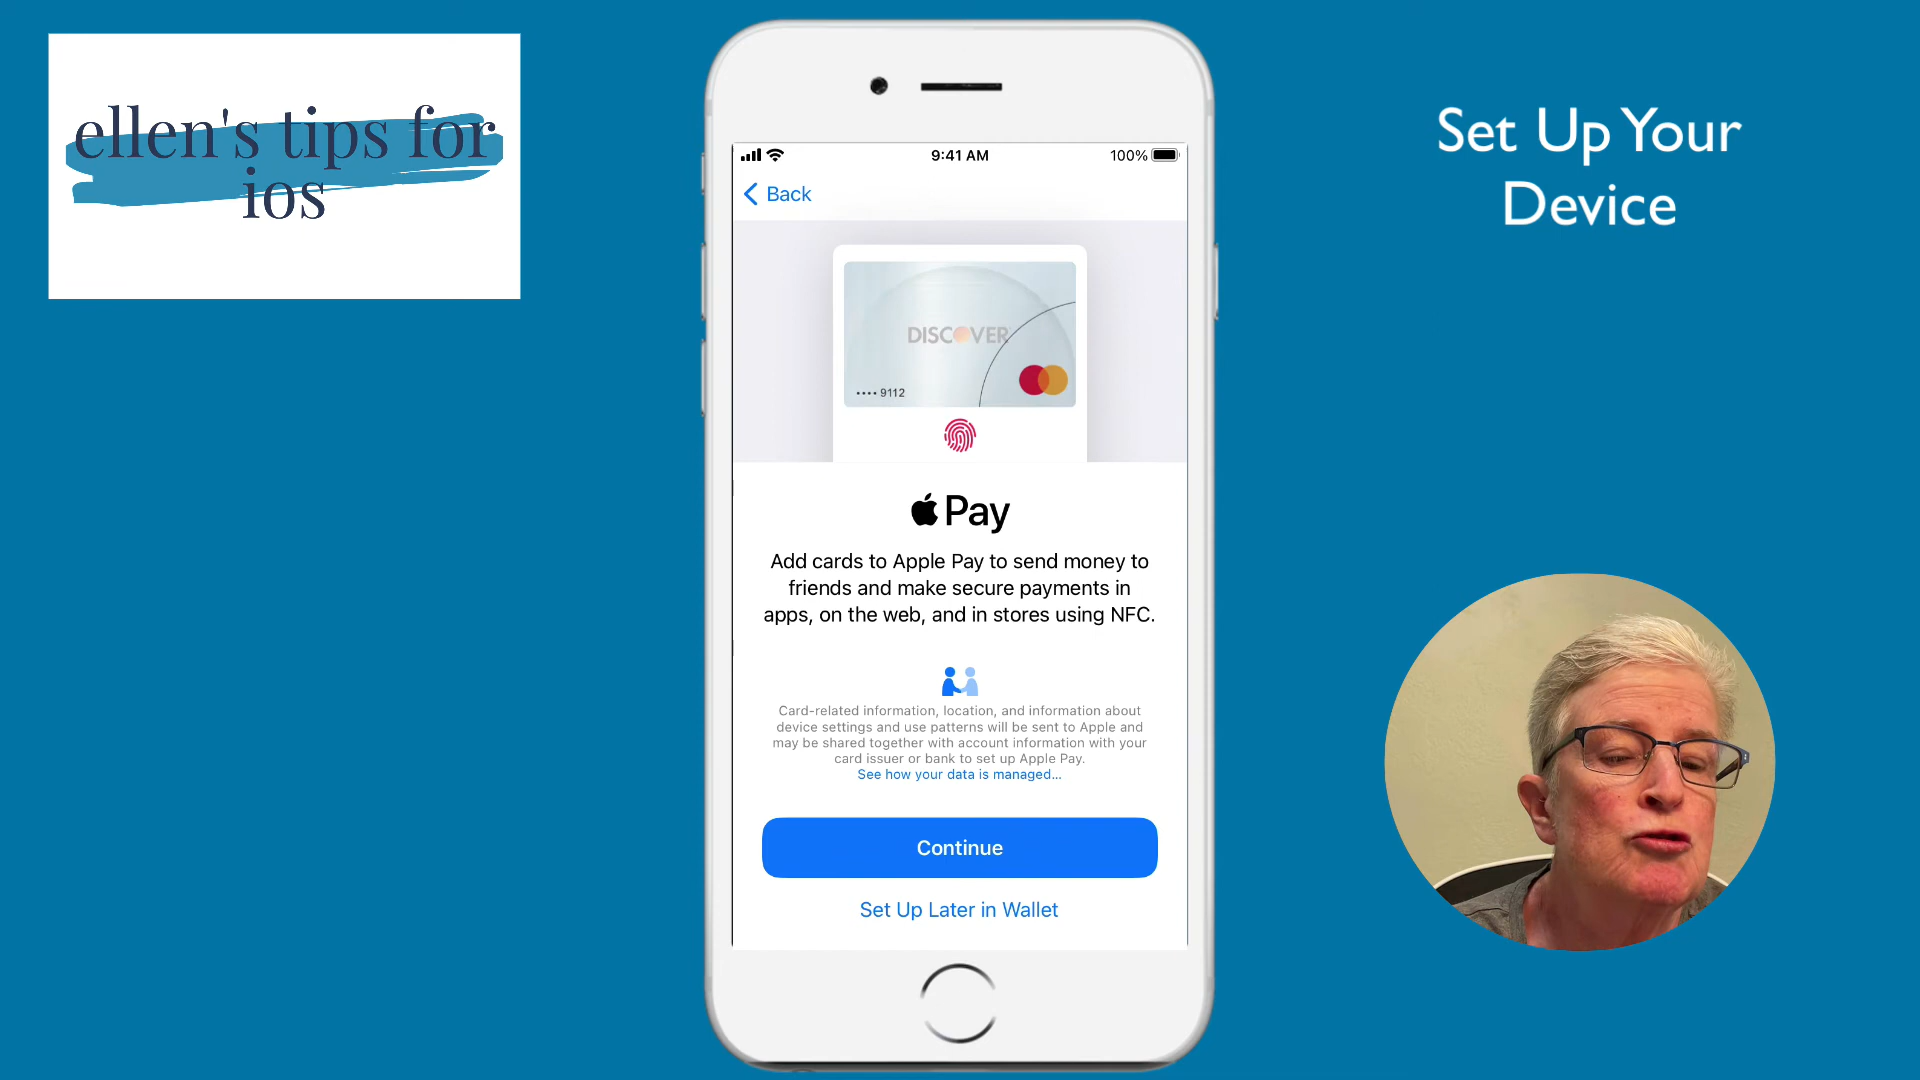 ellen's tips for
ios
Set Up Your
Device
9:41 AM
100%
Back
DISCOVER
•••• 9112
Pay
Add cards to Apple Pay to send money to
friends and make secure payments in
apps, on the web, and in stores using NFC.
Card-related information, location, and information about
device settings and use patterns will be sent to Apple and
may be shared together with account information with your
card issuer or bank to set up Apple Pay.
See how your data is managed...
Continue
Set Up Later in Wallet